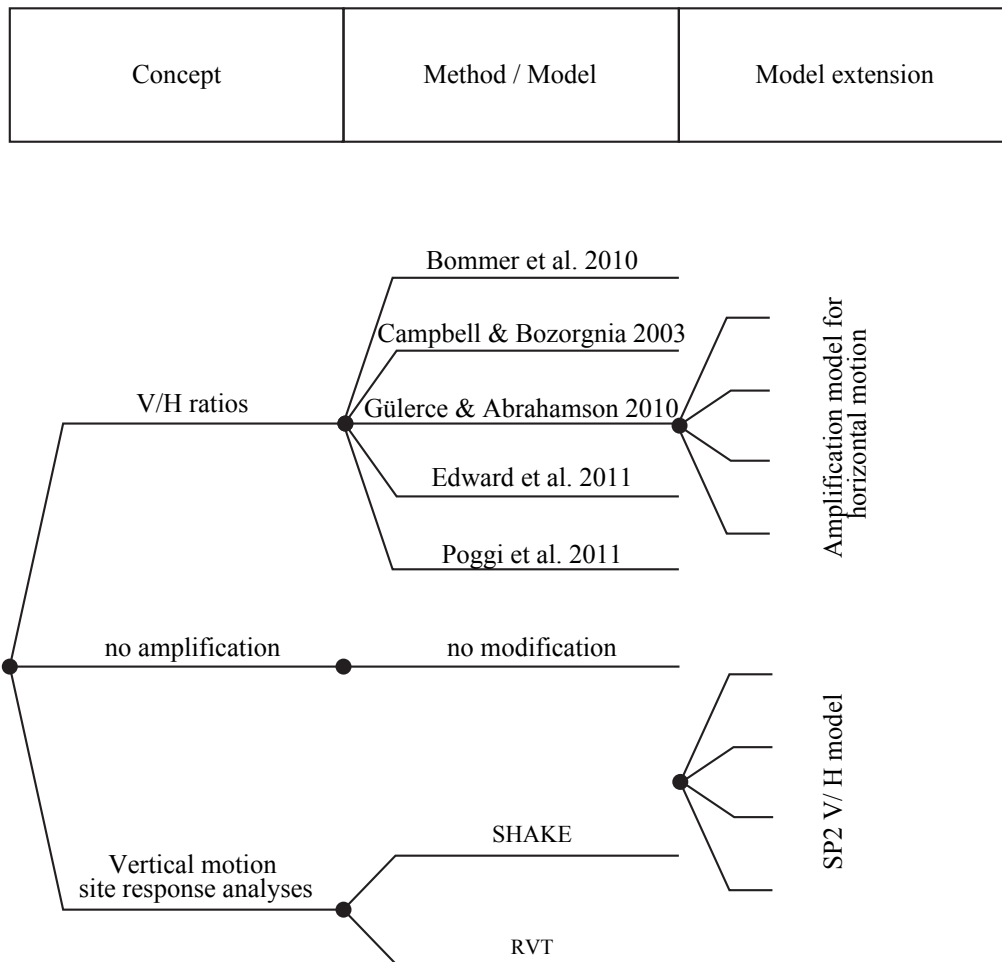 Concept
Method / Model
Model extension
Bommer et al. 2010
Campbell & Bozorgnia 2003
V/H ratios
Gülerce & Abrahamson 2010
Edward et al. 2011
Poggi et al. 2011
Amplification model for
horizontal motion
no amplification
no modification
SP2 V/ H model
SHAKE
Vertical motion
site response analyses
RVT